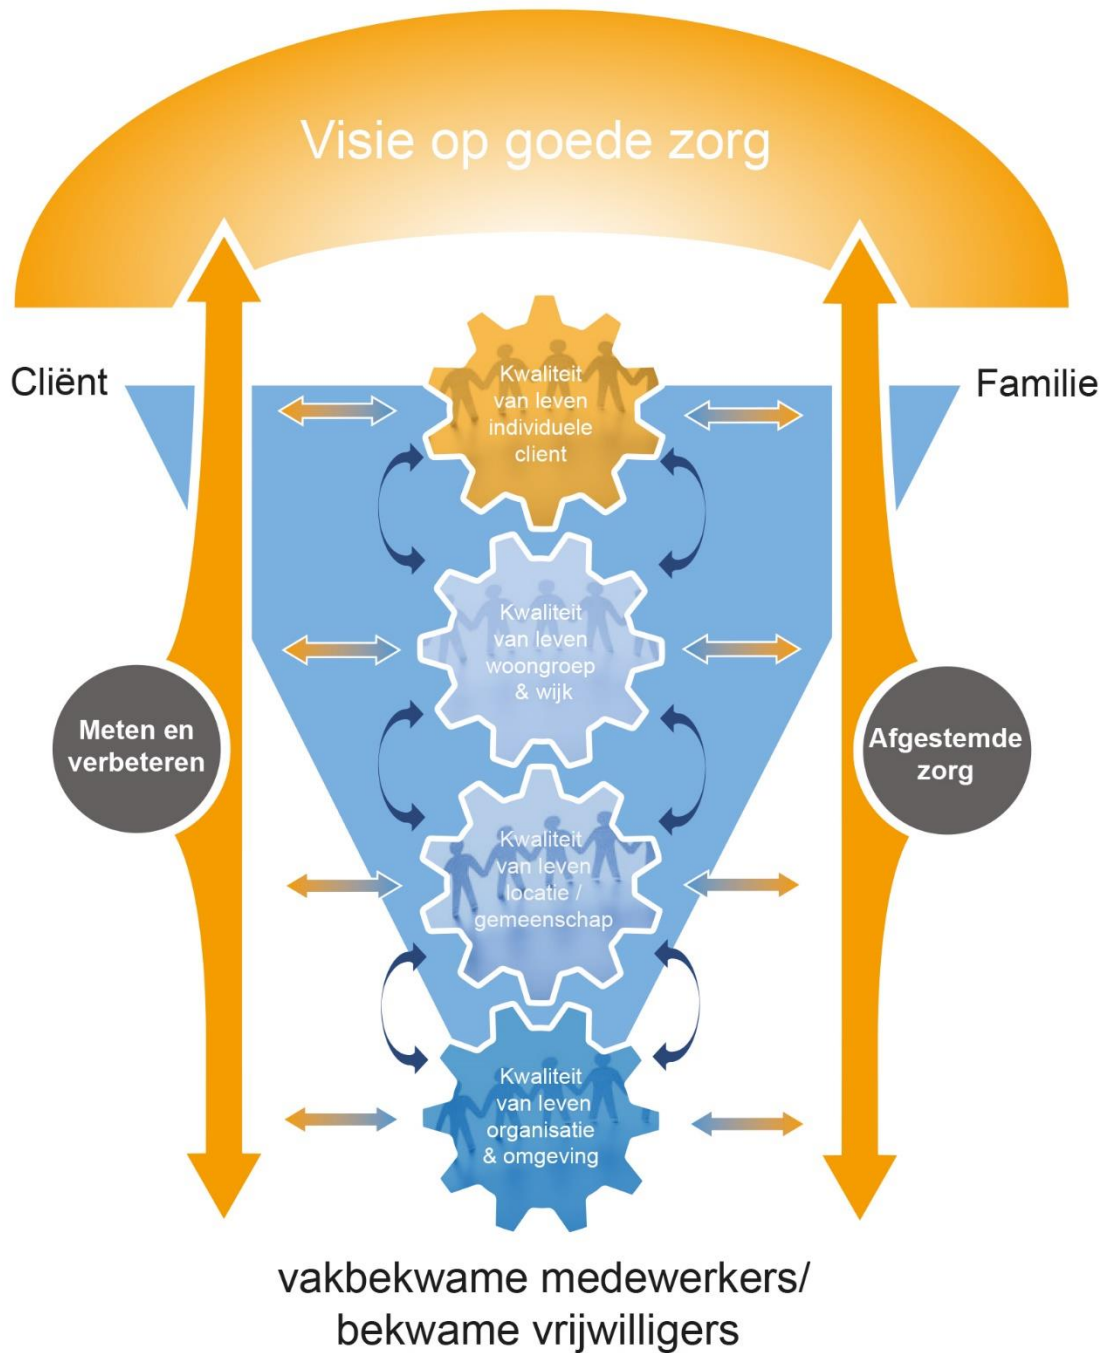 Visie op goede zorg
Cliënt
Familie
Kwaliteit
van leven
individuele
client
Kwaliteit
van leven
woongroep
& wijk
Meten en
verbeteren
Afgestemde
zorg
Kwaliteit
van leven
locatie /
gemeenschap
Kwaliteit
van leven
organisatie
& omgeving
vakbekwame medewerkers/
bekwame vrijwilligers